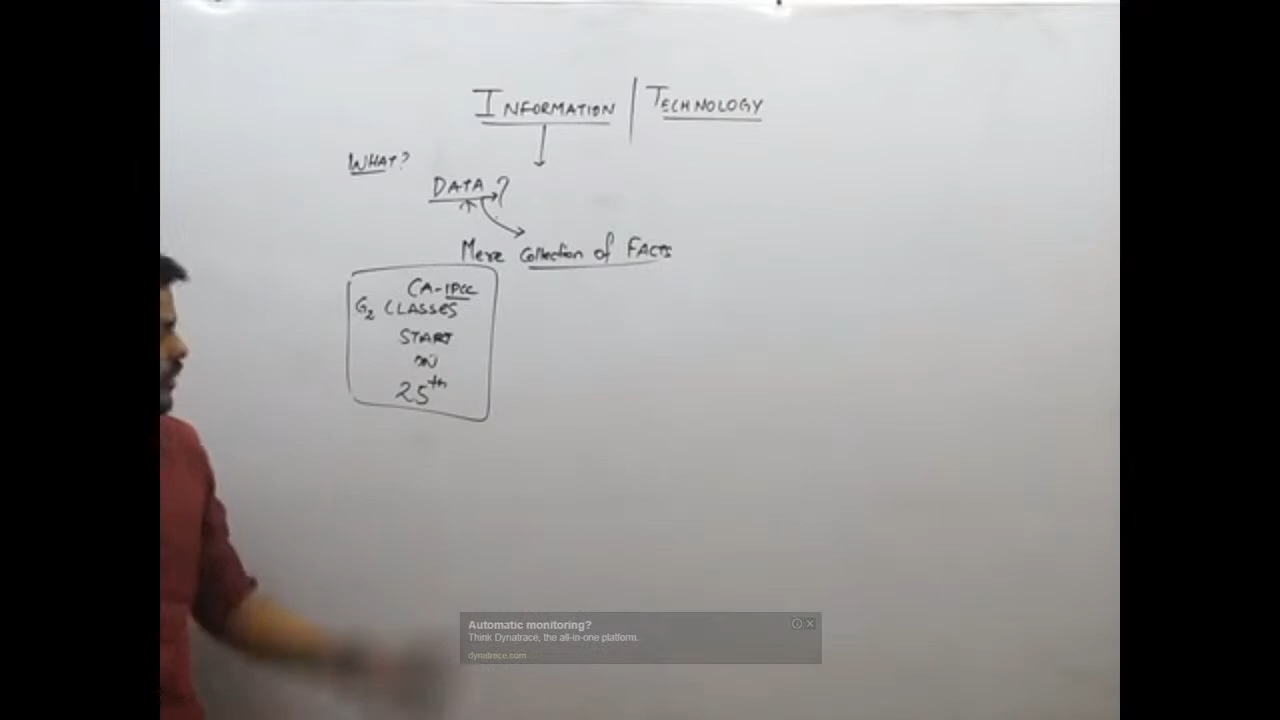 INFORMATION | TECHNOLOGY
WHAT?
DATA?
Mere Collection of FACTS
CA-IPCC
G2 CLASSES
START
ON
25th
Automatic monitoring?
Think Dynatrace, the all-in-one platform.
dynatrace.com